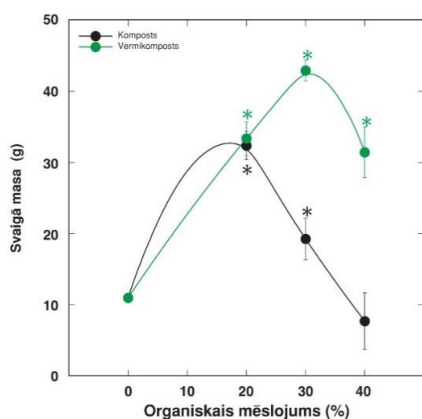 50
Komposts
Vermikomposts
40
30
20
10
0
Svaigā masa (g)
0 10 20 30 40
Organiskais mēslojums (%)
*
*
*
*
*